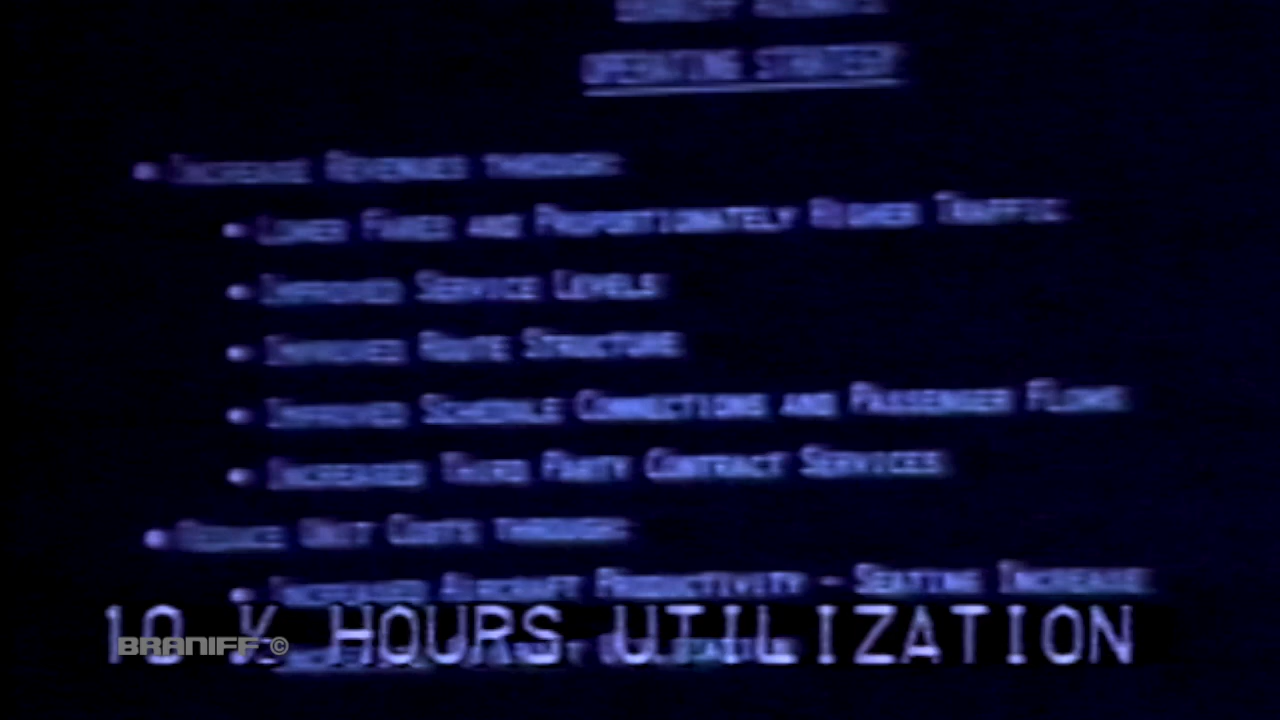 OPERATING STRATEGY
• INCREASE REVENUES THROUGH:
• LOWER FARES AND PROPORTIONATELY HIGHER TRAFFIC
• IMPROVED SERVICE LEVELS
• IMPROVED ROUTE STRUCTURE
• IMPROVED SCHEDULE CONNECTIONS AND PASSENGER FLOWS
• INCREASED THIRD PARTY CONTRACT SERVICES
• REDUCE UNIT COSTS THROUGH:
• INCREASED AIRCRAFT PRODUCTIVITY - SEATING INCREASE
10 % HOURS UTILIZATION
BRANIFF ©